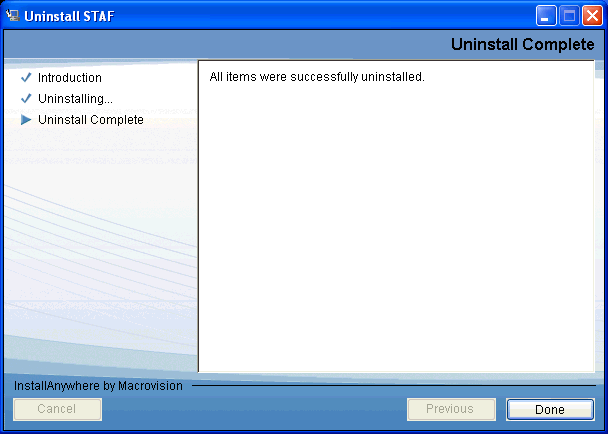 Uninstall STAF
Uninstall Complete
Introduction
Uninstalling...
Uninstall Complete
All items were successfully uninstalled.
InstallAnywhere by Macrovision
Cancel
Previous
Done